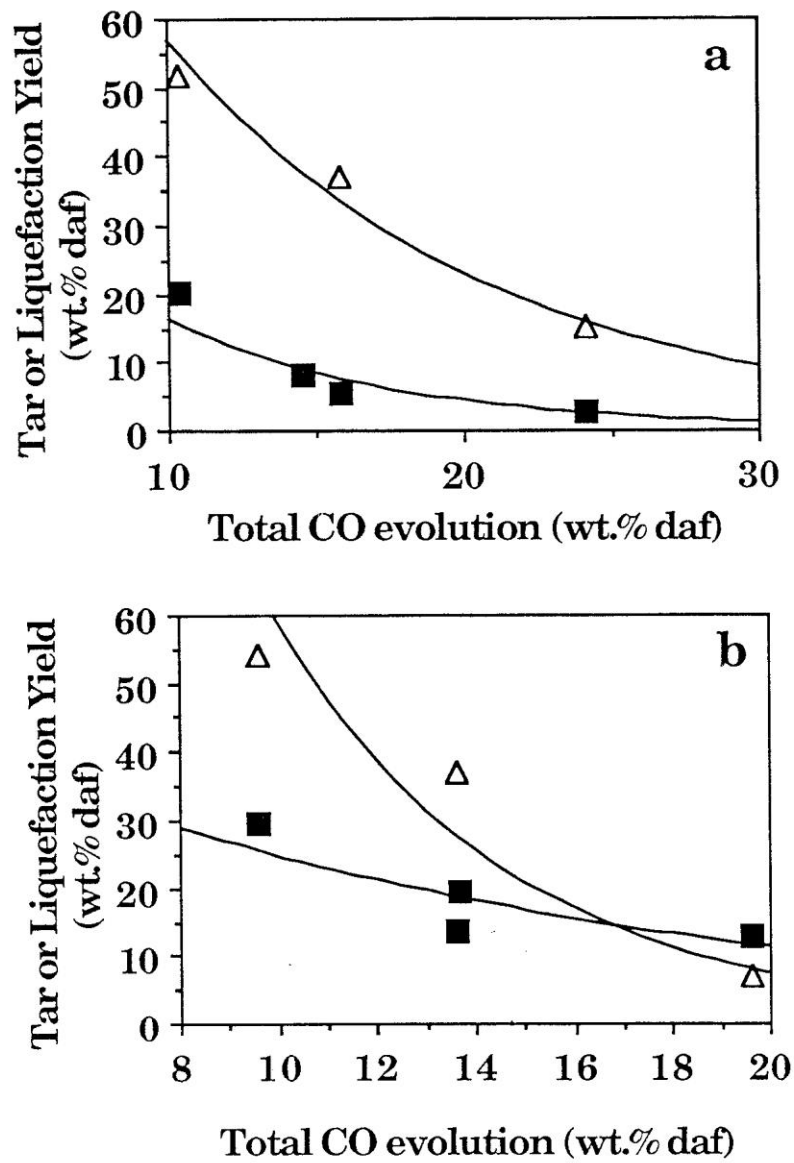 a
Tar or Liquefaction Yield
(wt.% daf)
60
50
40
30
20
10
0
10 20 30
Total CO evolution (wt.% daf)
b
Tar or Liquefaction Yield
(wt.% daf)
60
50
40
30
20
10
0
8 10 12 14 16 18 20
Total CO evolution (wt.% daf)